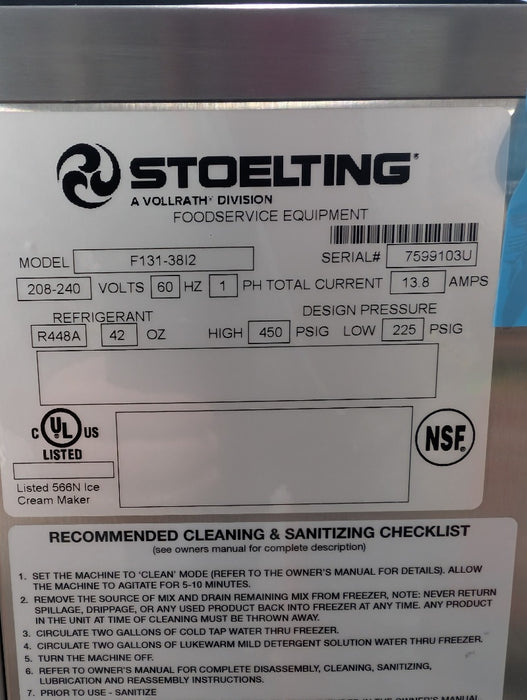 STOELTING®
A VOLLRATH® DIVISION
FOODSERVICE EQUIPMENT
MODEL F131-38I2 SERIAL# 7599103U
208-240 VOLTS 60 HZ 1 PH TOTAL CURRENT 13.8 AMPS
REFRIGERANT DESIGN PRESSURE
R448A 42 OZ HIGH 450 PSIG LOW 225 PSIG
C UL US
LISTED
NSF®
Listed 566N Ice
Cream Maker
RECOMMENDED CLEANING & SANITIZING CHECKLIST
(see owners manual for complete description)
1. SET THE MACHINE TO 'CLEAN' MODE (REFER TO THE OWNER'S MANUAL FOR DETAILS). ALLOW
THE MACHINE TO AGITATE FOR 5-10 MINUTES.
2. REMOVE THE SOURCE OF MIX AND DRAIN REMAINING MIX FROM FREEZER, NOTE: NEVER RETURN
SPILLAGE, DRIPPAGE, OR ANY USED PRODUCT BACK INTO FREEZER AT ANY TIME. ANY PRODUCT
IN THE UNIT AT TIME OF CLEANING MUST BE THROWN AWAY.
3. CIRCULATE TWO GALLONS OF COLD TAP WATER THRU FREEZER.
4. CIRCULATE TWO GALLONS OF LUKEWARM MILD DETERGENT SOLUTION WATER THRU FREEZER.
5. TURN THE MACHINE OFF.
6. REFER TO OWNER'S MANUAL FOR COMPLETE DISASSEMBLY, CLEANING, SANITIZING,
LUBRICATION AND REASSEMBLY INSTRUCTIONS.
7. PRIOR TO USE - SANITIZE
OWNER'S MANUAL